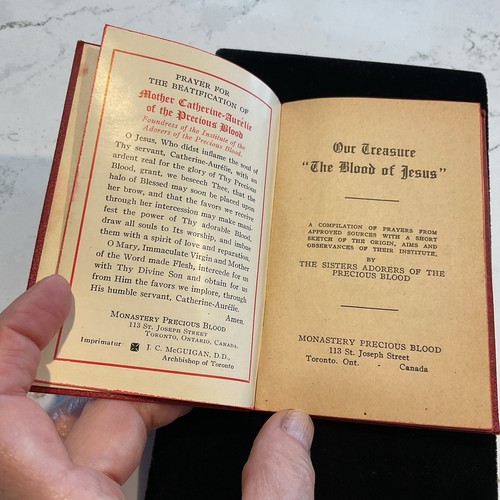 PRAYER FOR
THE BEATIFICATION OF
Mother Catherine-Aurélie
of the Precious Blood
Foundress of the Institute of the
Adorers of the Precious Blood.
O Jesus, Who didst inflame the soul of
Thy servant, Catherine-Aurélie, with an
ardent zeal for the glory of Thy Precious
Blood, grant, we beseech Thee, that the
halo of Blessed may soon be placed upon
her brow, and that the favors we receive
through her intercession may make mani-
fest the power of Thy adorable Blood,
draw all souls to Its worship, and imbue
them with a spirit of love and reparation.
O Mary, Immaculate Virgin and Mother
of the Word made Flesh, intercede for us
with Thy Divine Son and obtain for us
from Him the favors we implore, through
His humble servant, Catherine-Aurélie.
Amen.
MONASTERY PRECIOUS BLOOD
113 ST. JOSEPH STREET
TORONTO, ONTARIO, CANADA.
Imprimatur ✠ J. C. McGUIGAN, D.D.,
Archbishop of Toronto
Our Treasure
"The Blood of Jesus"
A COMPILATION OF PRAYERS FROM
APPROVED SOURCES WITH A SHORT
SKETCH OF THE ORIGIN, AIMS AND
OBSERVANCES OF THEIR INSTITUTE,
BY
THE SISTERS ADORERS OF THE
PRECIOUS BLOOD
MONASTERY PRECIOUS BLOOD
113 St. Joseph Street
Toronto. Ont. - Canada